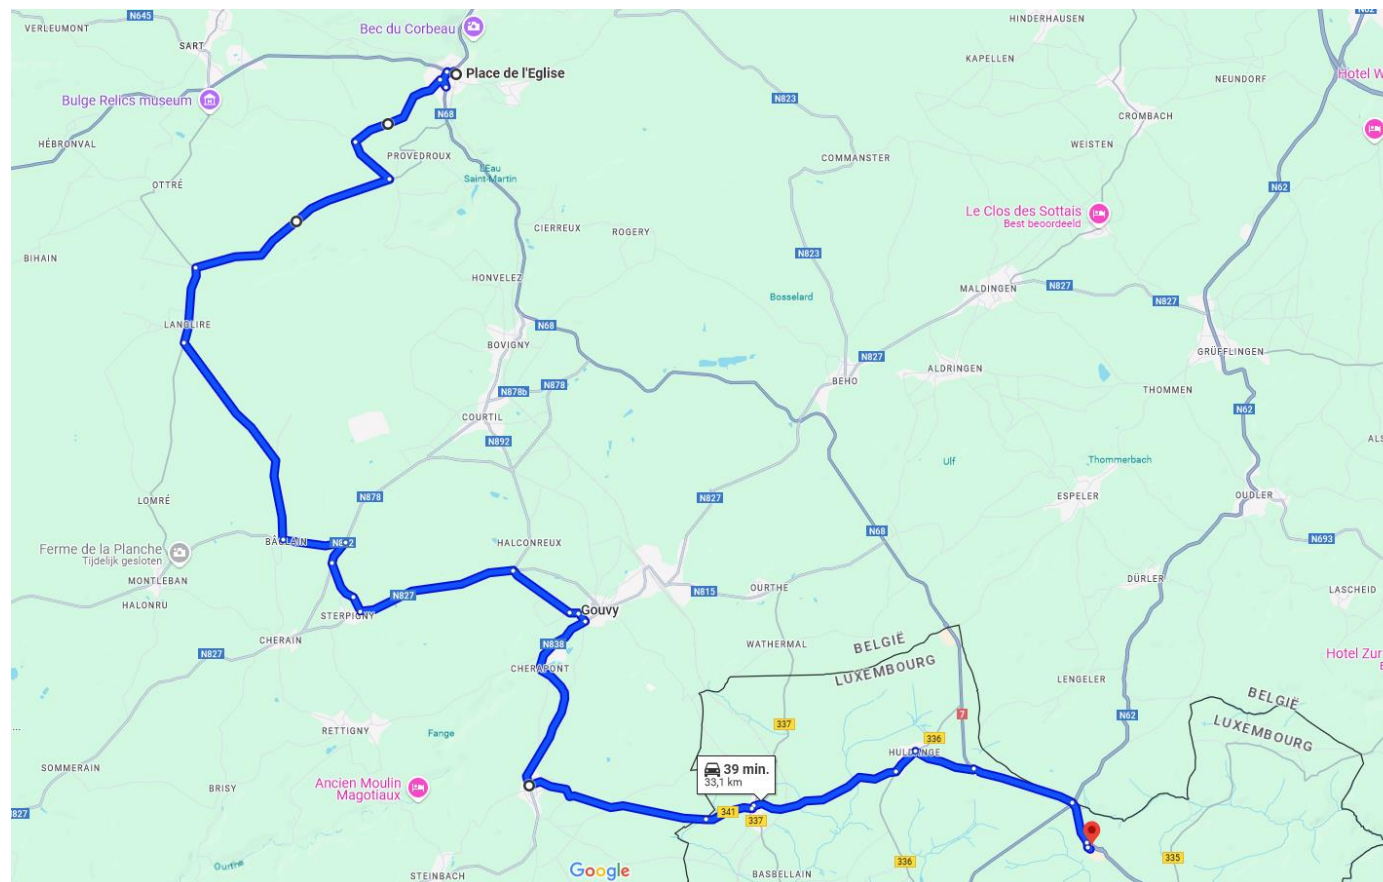 N645
VERLEUMONT
SART
Bec du Corbeau
Place de l'Eglise
HINDERHAUSEN
KAPELLEN
NEUNDORF
Hotel W
Bulge Relics museum
N68
N823
CROMBACH
HÉBRONVAL
PROVEDROUX
WEISTEN
L'Eau
Saint-Martin
COMMANSTER
OTTRÉ
N62
Le Clos des Sottais
Best beoordeeld
CIERREUX
ROGERY
BIHAIN
N823
HONVELEZ
MALDINGEN
N827
N827
Bosselard
LANGLIRE
N68
BOVIGNY
N827
GRÜFFLINGEN
ALDRINGEN
BEHO
N878
N878b
THOMMEN
COURTIL
N62
N892
ALS
Ulf
Thommerbach
N878
N827
ESPELER
OUDLER
LOMRÉ
N68
N693
BACLAIN
HALCONREUX
Ferme de la Planche
Tijdelijk gesloten
MONTLEBAN
DÜRLER
OURTHE
N815
LASCHEID
HALONRU
N827
STERPIGNY
Gouvy
CHERAIN
N838
WATHERMAL
BELGIË
LUXEMBOURG
N827
Hotel Zur
CHERAPONT
LENGELER
BELGIË
LUXEMBOURG
N62
7
337
RETTIGNY
Fange
336
HULDANGE
39 min.
33,1 km
SOMMERAIN
Ancien Moulin
Magotiaux
BRISY
827
341
337
Ourthe
336
335
Google
STEINBACH
BASBELLAIN